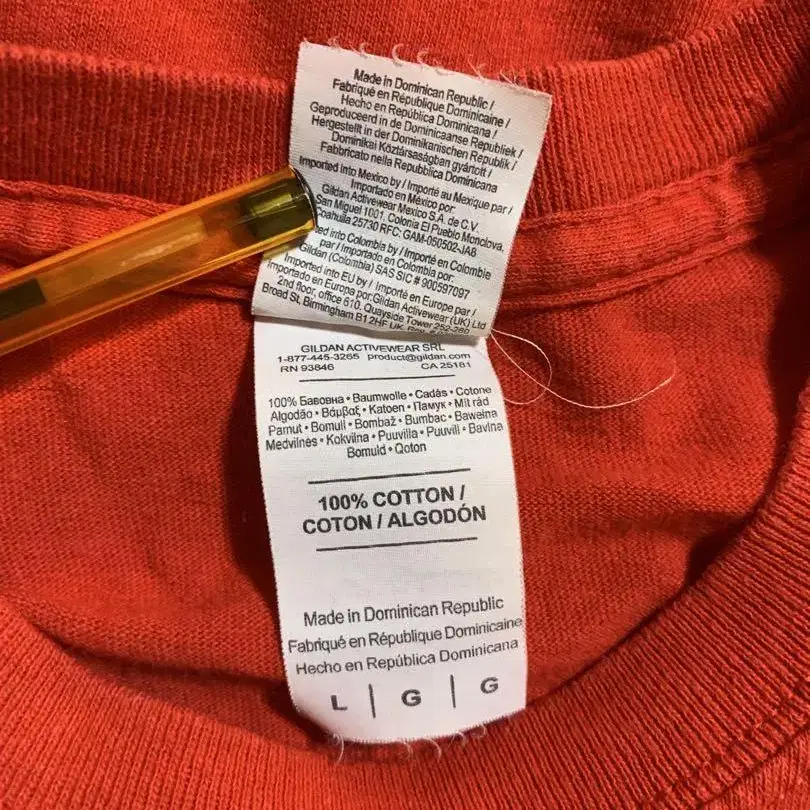 Made in Dominican Republic /
Fabriqué en République Dominicaine /
Hecho en República Dominicana /
Geproduceerd in de Dominicaanse Republiek /
Hergestellt in der Dominikanischen Republik /
Dominikai Köztársaságban gyártott /
Fabbricato nella Repubblica Dominicana
Imported into Mexico by / Importé au Mexique par /
Importado en México por:
Gildan Activewear Mexico S.A. de C.V.
San Miguel 1001, Colonia El Pueblo Monclova,
Coahuila 25730 RFC: GAM-050502-JA8
into Colombia by / Importé en Colombie
par / Importado en Colombia por:
Gildan (Colombia) SAS SIC # 900597097
Imported into EU by / Importé en Europe par /
Importado en Europa por:Gildan Activewear (UK) Ltd
2nd floor, office 610, Quayside Tower 252-260
Broad St, Birmingham B1 2HF UK
GILDAN ACTIVEWEAR SRL
1-877-445-3265 product@gildan.com
RN 93846 CA 25181
100% Бавовна • Baumwolle • Cadás • Cotone
Algodão • Βάμβαξ • Katoen • Памук • Mit rád
Pamut • Bomull • Bombaž • Bumbac • Bawełna
Medvilnės • Kokvilna • Puuvilla • Puuvill • Bavlna
Bomuld • Qoton
100% COTTON /
COTON / ALGODÓN
Made in Dominican Republic
Fabriqué en République Dominicaine
Hecho en República Dominicana
L | G | G